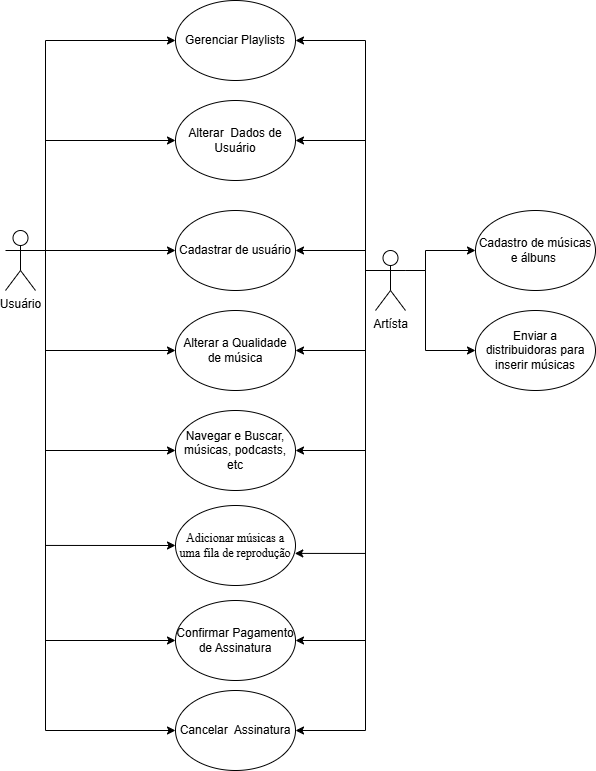 Gerenciar Playlists
Alterar Dados de
Usuário
Cadastrar de usuário
Usuário
Alterar a Qualidade
de música
Navegar e Buscar,
músicas, podcasts,
etc
Adicionar músicas a
uma fila de reprodução
Confirmar Pagamento
de Assinatura
Cancelar Assinatura
Artísta
Cadastro de músicas
e álbuns
Enviar a
distribuidoras para
inserir músicas